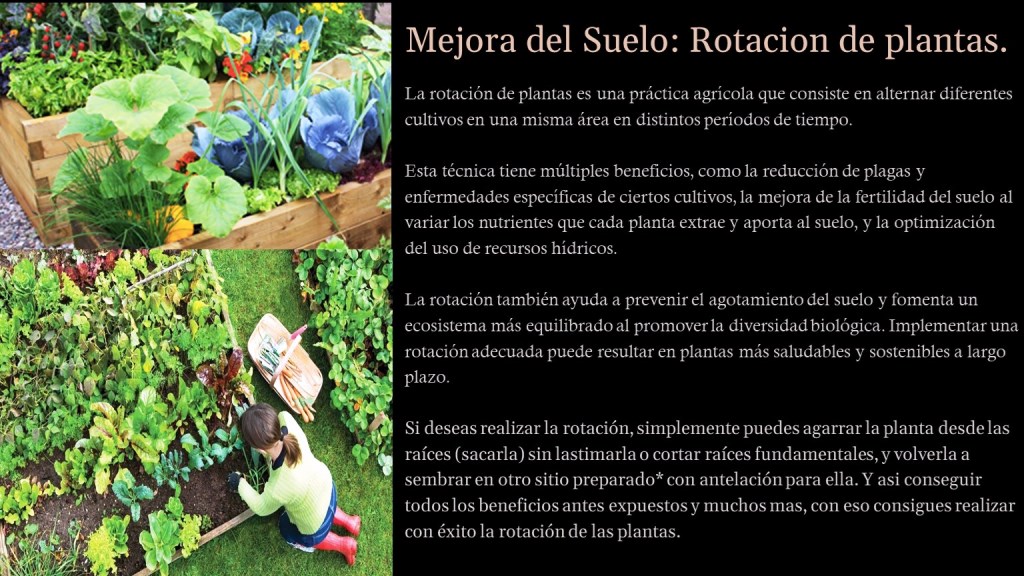 Mejora del Suelo: Rotacion de plantas.
La rotación de plantas es una práctica agrícola que consiste en alternar diferentes
cultivos en una misma área en distintos períodos de tiempo.
Esta técnica tiene múltiples beneficios, como la reducción de plagas y
enfermedades específicas de ciertos cultivos, la mejora de la fertilidad del suelo al
variar los nutrientes que cada planta extrae y aporta al suelo, y la optimización
del uso de recursos hídricos.
La rotación también ayuda a prevenir el agotamiento del suelo y fomenta un
ecosistema más equilibrado al promover la diversidad biológica. Implementar una
rotación adecuada puede resultar en plantas más saludables y sostenibles a largo
plazo.
Si deseas realizar la rotación, simplemente puedes agarrar la planta desde las
raíces (sacarla) sin lastimarla o cortar raíces fundamentales, y volverla a
sembrar en otro sitio preparado* con antelación para ella. Y asi conseguir
todos los beneficios antes expuestos y muchos mas, con eso consigues realizar
con éxito la rotación de las plantas.